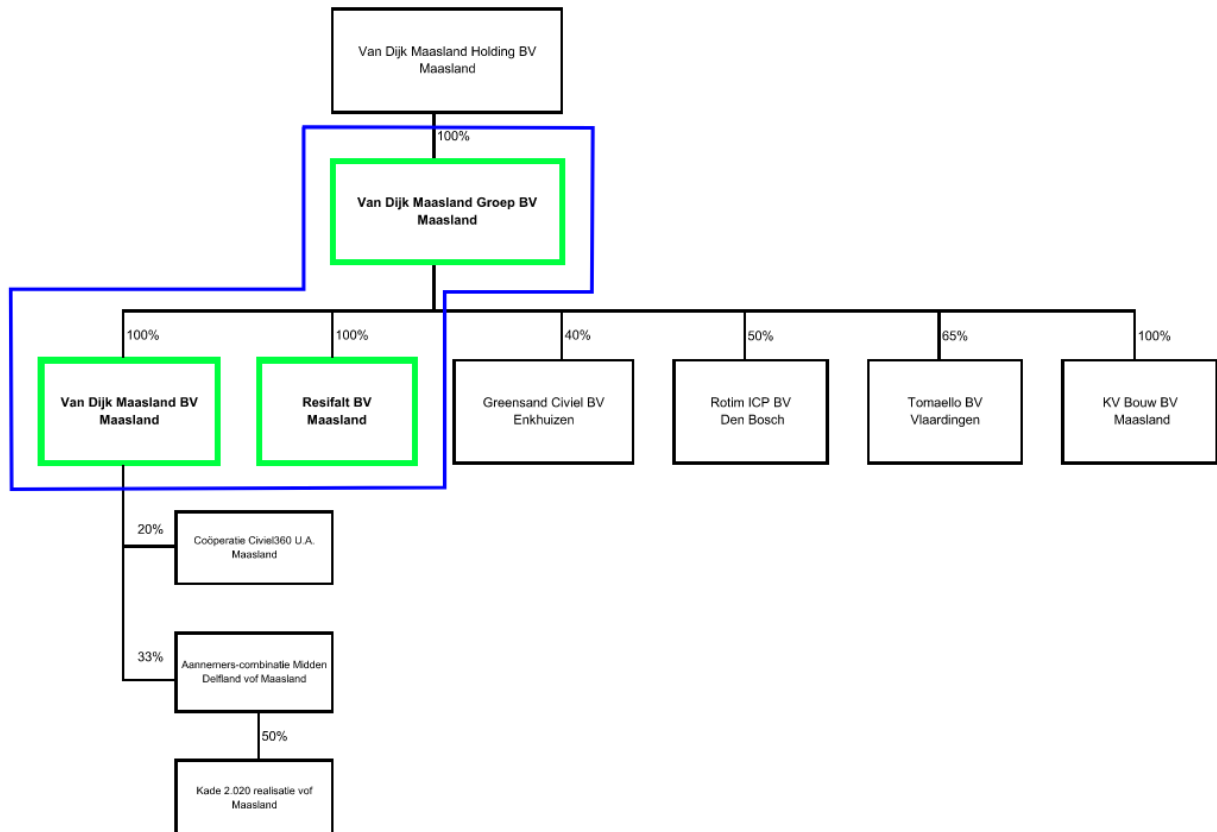 Van Dijk Maasland Holding BV
Maasland
100%
Van Dijk Maasland Groep BV
Maasland
100%
100%
40%
50%
65%
100%
Van Dijk Maasland BV
Maasland
Resifalt BV
Maasland
Greensand Civiel BV
Enkhuizen
Rotim ICP BV
Den Bosch
Tomaello BV
Vlaardingen
KV Bouw BV
Maasland
20%
Coöperatie Civiel360 U.A.
Maasland
33%
Aannemers-combinatie Midden
Delfland vof Maasland
50%
Kade 2.020 realisatie vof
Maasland